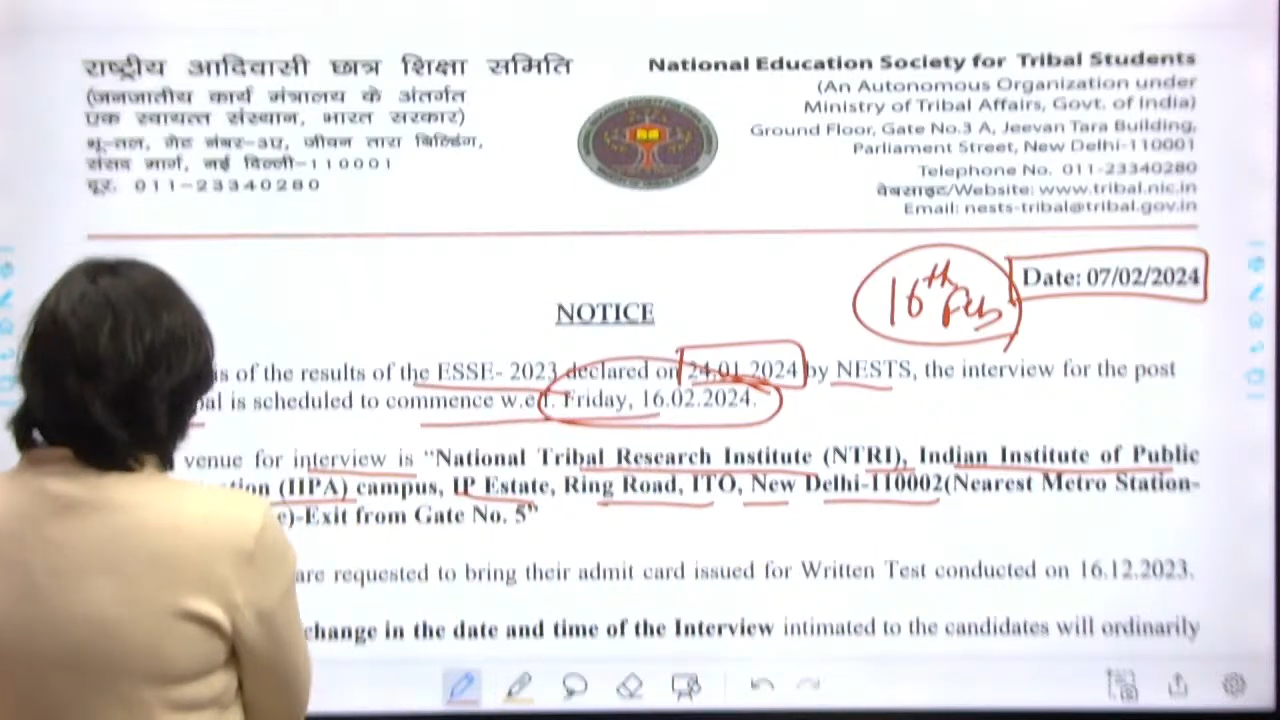 राष्ट्रीय आदिवासी छात्र शिक्षा समिति
(जनजातीय कार्य मंत्रालय के अंतर्गत
एक स्वायत्त संस्थान, भारत सरकार)
भू-तल, गेट नंबर-3ए, जीवन तारा बिल्डिंग,
संसद मार्ग, नई दिल्ली-110001
दूर. 011-23340280
National Education Society for Tribal Students
(An Autonomous Organization under
Ministry of Tribal Affairs, Govt. of India)
Ground Floor, Gate No.3 A, Jeevan Tara Building,
Parliament Street, New Delhi-110001
Telephone No. 011-23340280
वेबसाइट/Website: www.tribal.nic.in
Email: nests-tribal@tribal.gov.in
16th Feb
Date: 07/02/2024
NOTICE
of the results of the ESSE- 2023 declared on 24.01.2024 by NESTS, the interview for the post
is scheduled to commence w.e.f. Friday, 16.02.2024.
venue for interview is "National Tribal Research Institute (NTRI), Indian Institute of Public
(IIPA) campus, IP Estate, Ring Road, ITO, New Delhi-110002(Nearest Metro Station-
e)-Exit from Gate No. 5"
are requested to bring their admit card issued for Written Test conducted on 16.12.2023.
change in the date and time of the Interview intimated to the candidates will ordinarily